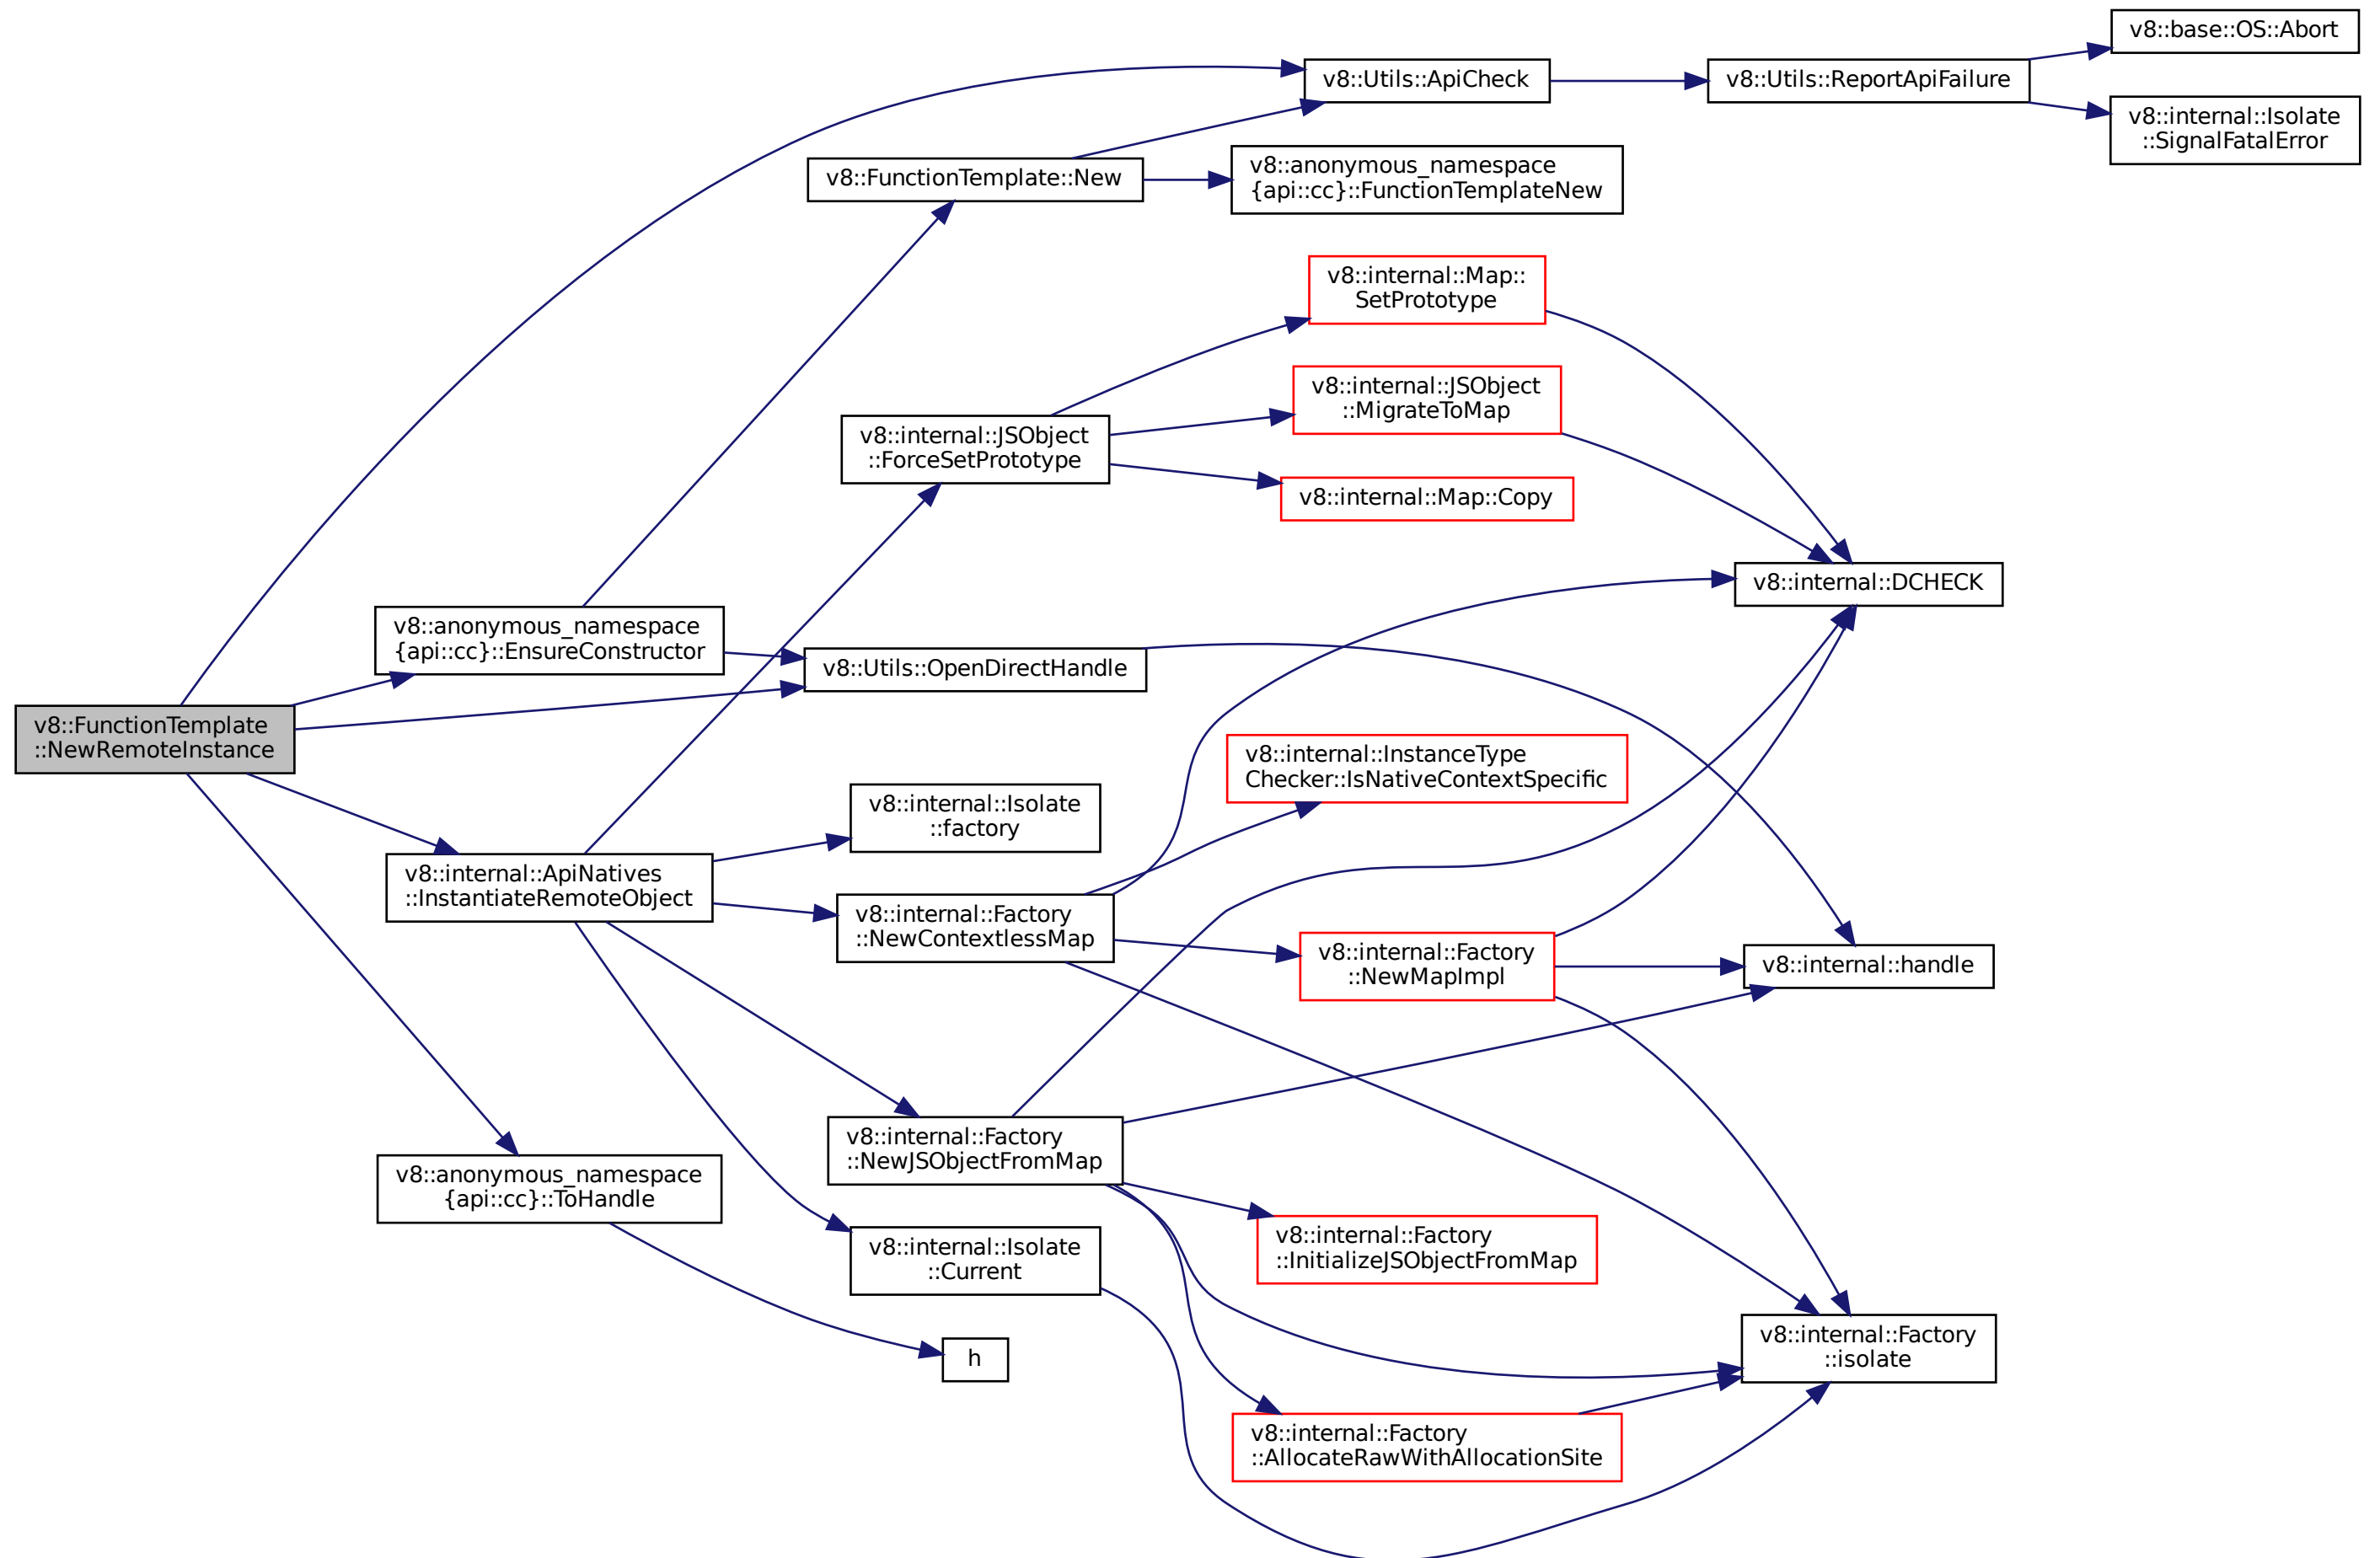 v8::base::OS::Abort
v8::Utils::ApiCheck
v8::Utils::ReportApiFailure
v8::internal::Isolate
::SignalFatalError
v8::FunctionTemplate::New
v8::anonymous_namespace
{api::cc}::FunctionTemplateNew
v8::internal::Map::
SetPrototype
v8::internal::JSObject
::MigrateToMap
v8::internal::JSObject
::ForceSetPrototype
v8::internal::Map::Copy
v8::internal::DCHECK
v8::anonymous_namespace
{api::cc}::EnsureConstructor
v8::Utils::OpenDirectHandle
v8::FunctionTemplate
::NewRemoteInstance
v8::internal::InstanceType
Checker::IsNativeContextSpecific
v8::internal::Isolate
::factory
v8::internal::ApiNatives
::InstantiateRemoteObject
v8::internal::Factory
::NewContextlessMap
v8::internal::Factory
::NewMapImpl
v8::internal::handle
v8::internal::Factory
::NewJSObjectFromMap
v8::anonymous_namespace
{api::cc}::ToHandle
v8::internal::Isolate
::Current
v8::internal::Factory
::InitializeJSObjectFromMap
h
v8::internal::Factory
::isolate
v8::internal::Factory
::AllocateRawWithAllocationSite